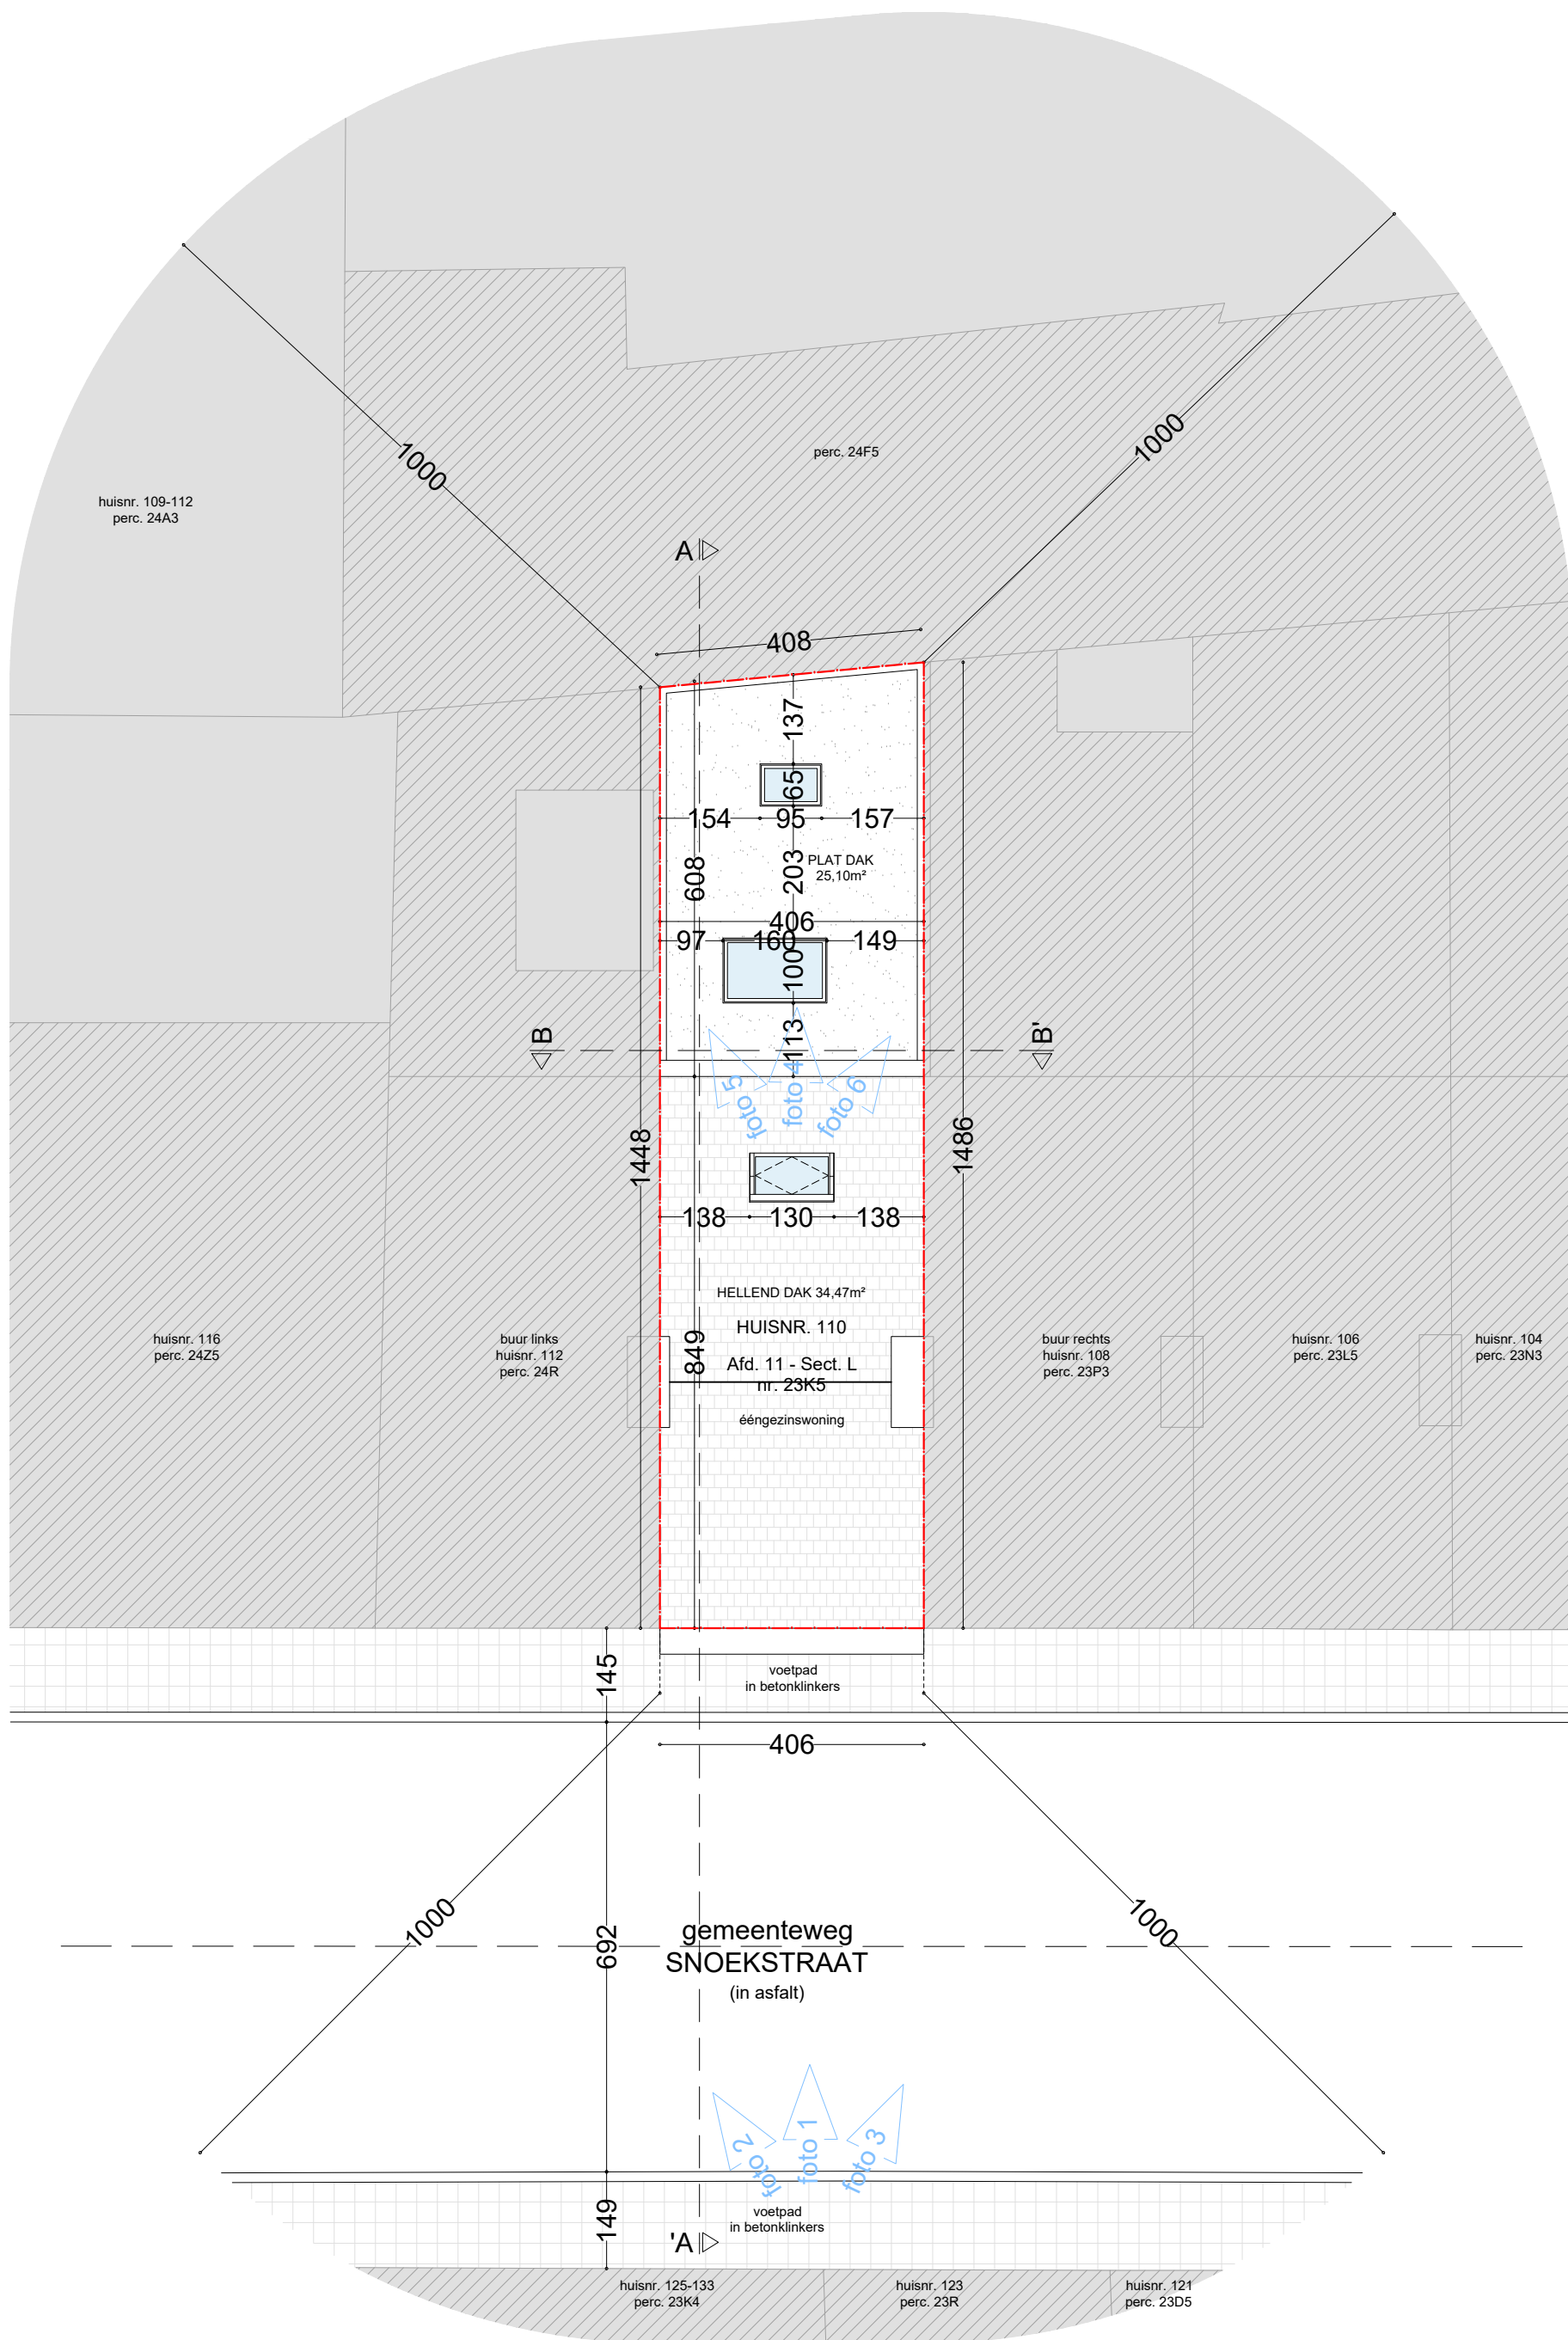 1000
1000
perc. 24F5
huisnr. 109-112
perc. 24A3
A
408
137
65
154
95
157
608
203
PLAT DAK
25,10m²
406
97
160
149
100
B
113
B'
foto 5
foto 4
foto 6
1448
1486
138
130
138
HELLEND DAK 34,47m²
HUISNR. 110
849
Afd. 11 - Sect. L
nr. 23K5
ééngezinswoning
huisnr. 116
perc. 24Z5
buur links
huisnr. 112
perc. 24R
buur rechts
huisnr. 108
perc. 23P3
huisnr. 106
perc. 23L5
huisnr. 104
perc. 23N3
145
voetpad
in betonklinkers
406
1000
1000
692
gemeenteweg
SNOEKSTRAAT
(in asfalt)
foto 2
foto 1
foto 3
149
voetpad
in betonklinkers
'A
huisnr. 125-133
perc. 23K4
huisnr. 123
perc. 23R
huisnr. 121
perc. 23D5